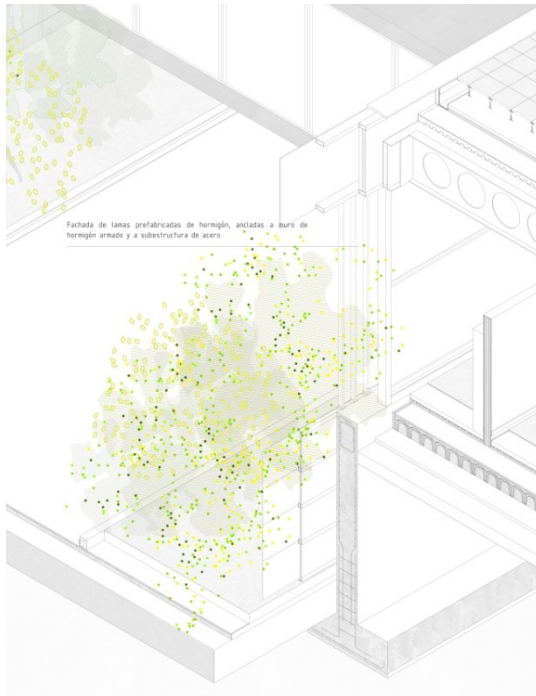 Fachada de lamas prefabricadas de hormigón, ancladas a muro de
hormigón armado y a subestructura de acero